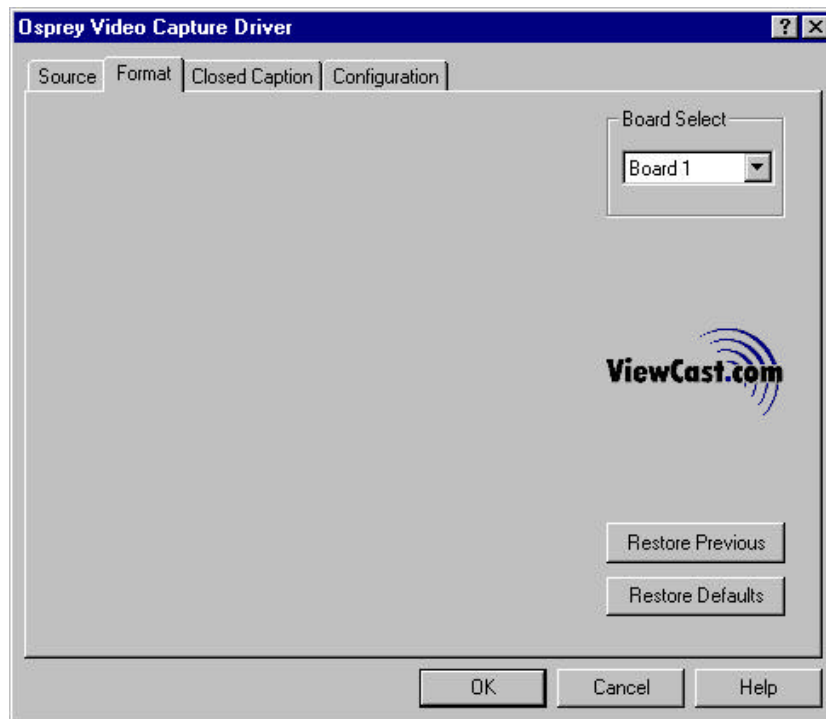 Osprey Video Capture Driver
Source Format Closed Caption Configuration
Board Select
Board 1
ViewCast.com
Restore Previous
Restore Defaults
OK Cancel Help